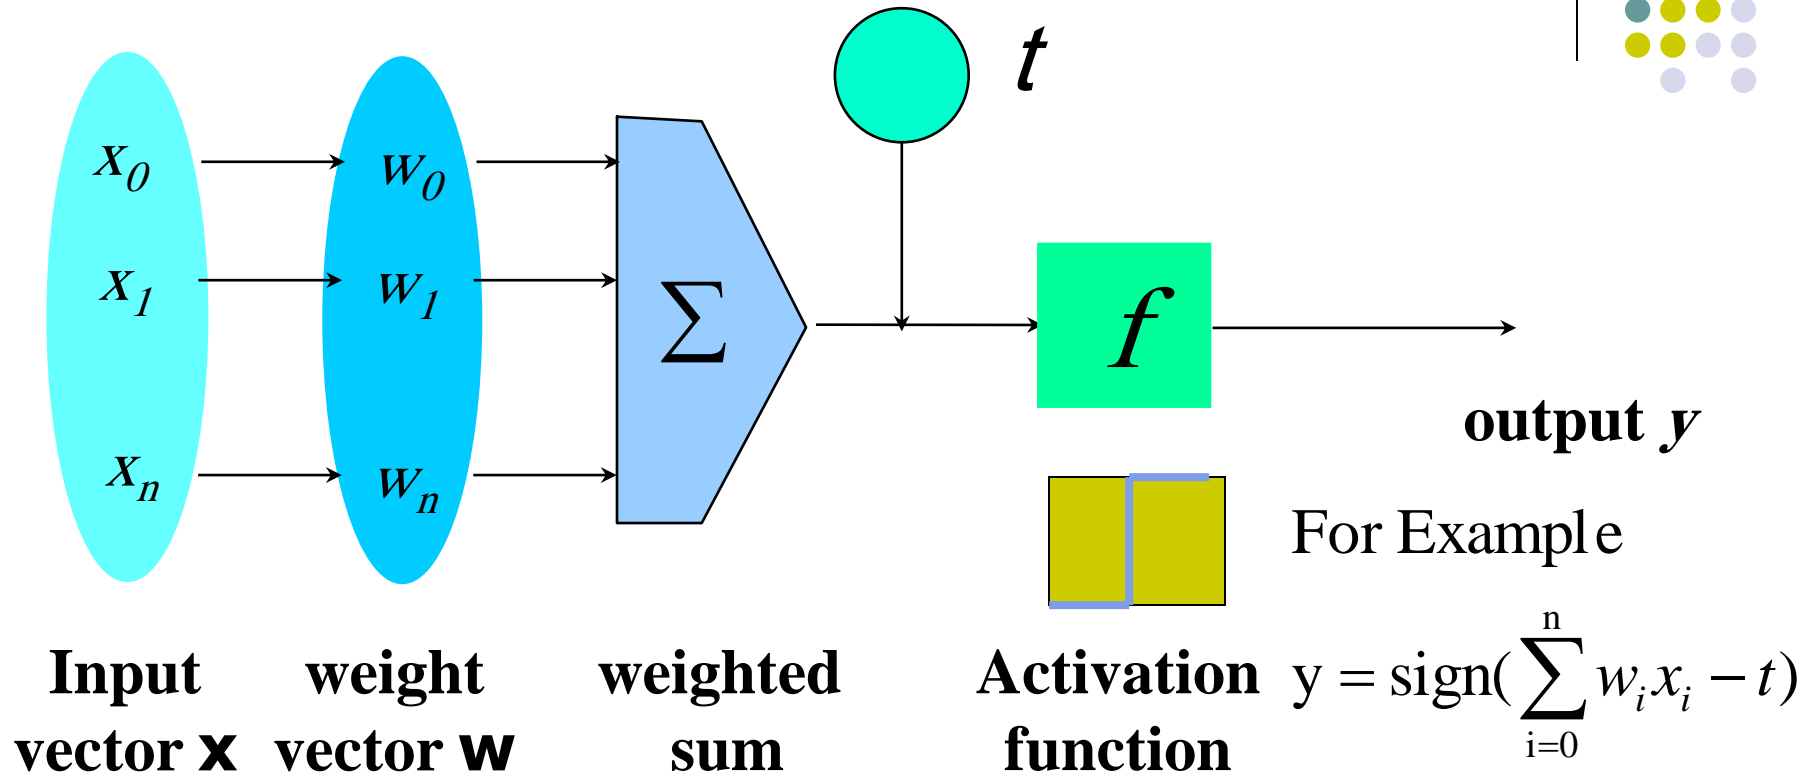 t
x₀ w₀
x₁ w₁
∑ f
xₙ wₙ
output y
For Example
y = sign(∑ᵢ₌₀ⁿ wᵢxᵢ − t)
Input vector x
weight vector w
weighted sum
Activation function